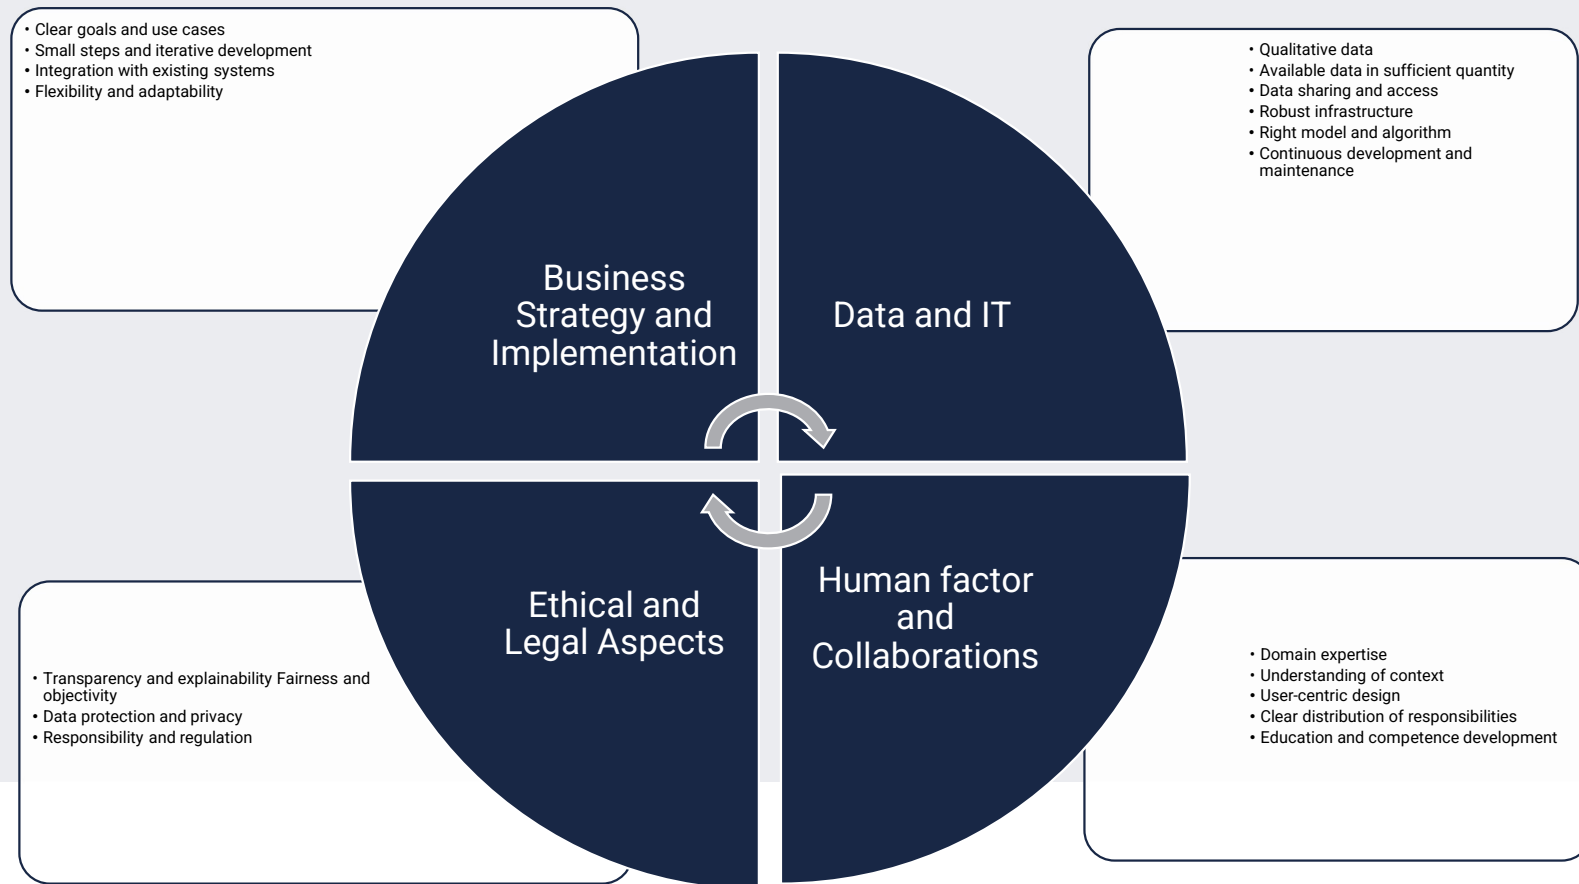 • Clear goals and use cases
• Small steps and iterative development
• Integration with existing systems
• Flexibility and adaptability
• Qualitative data
• Available data in sufficient quantity
• Data sharing and access
• Robust infrastructure
• Right model and algorithm
• Continuous development and
maintenance
Business
Strategy and
Implementation
Data and IT
Ethical and
Legal Aspects
Human factor
and
Collaborations
• Transparency and explainability Fairness and
objectivity
• Data protection and privacy
• Responsibility and regulation
• Domain expertise
• Understanding of context
• User-centric design
• Clear distribution of responsibilities
• Education and competence development